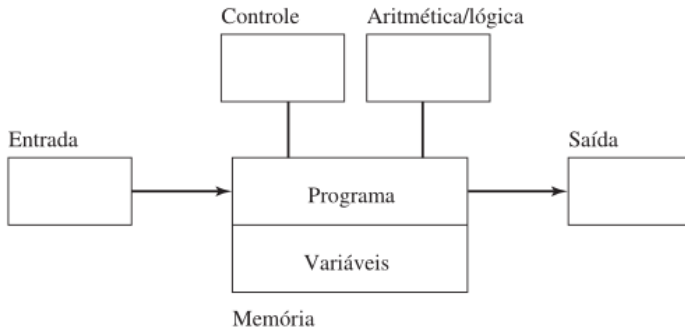 Controle
Aritmética/lógica
Entrada
Saída
Programa
Variáveis
Memória